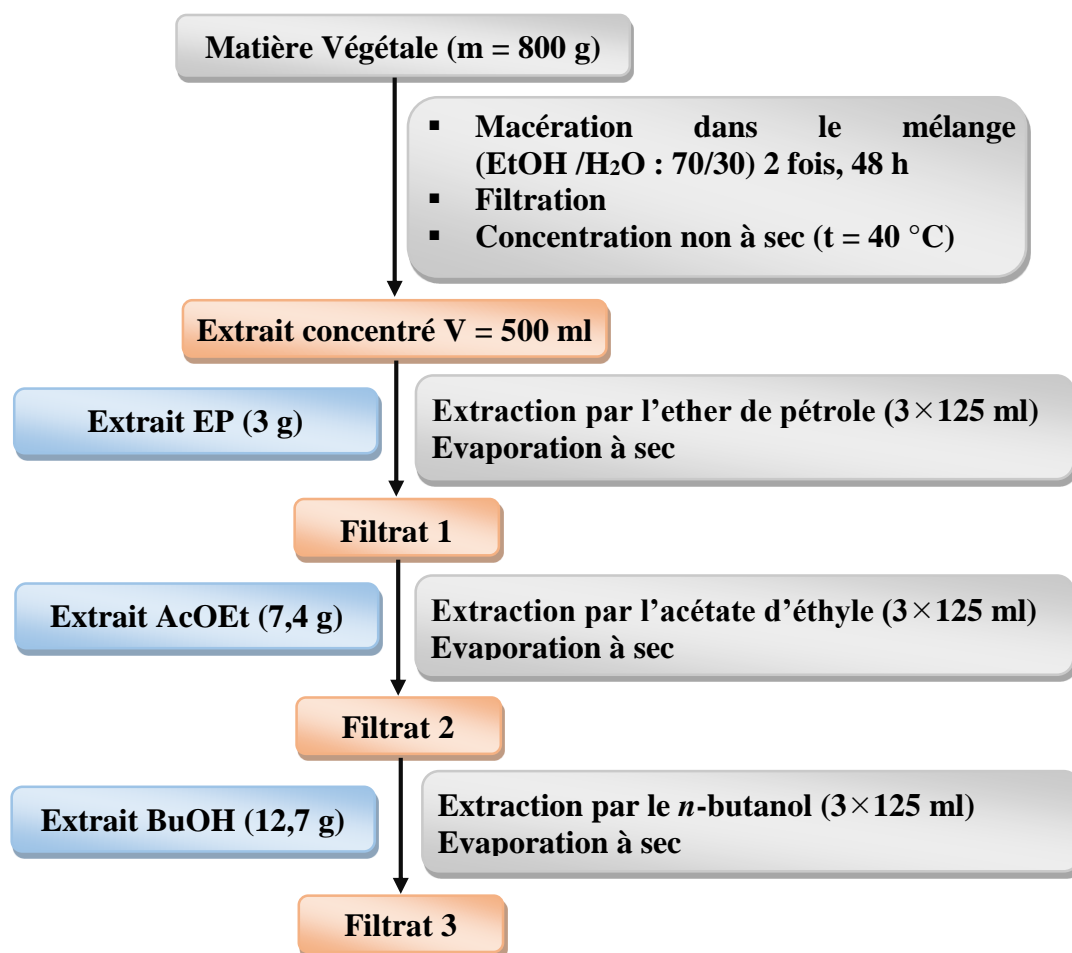 Matière Végétale (m = 800 g)
▪ Macération dans le mélange
(EtOH /H₂O : 70/30) 2 fois, 48 h
▪ Filtration
▪ Concentration non à sec (t = 40 °C)
Extrait concentré V = 500 ml
Extrait EP (3 g)
Extraction par l’ether de pétrole (3×125 ml)
Evaporation à sec
Filtrat 1
Extrait AcOEt (7,4 g)
Extraction par l’acétate d’éthyle (3×125 ml)
Evaporation à sec
Filtrat 2
Extrait BuOH (12,7 g)
Extraction par le n-butanol (3×125 ml)
Evaporation à sec
Filtrat 3